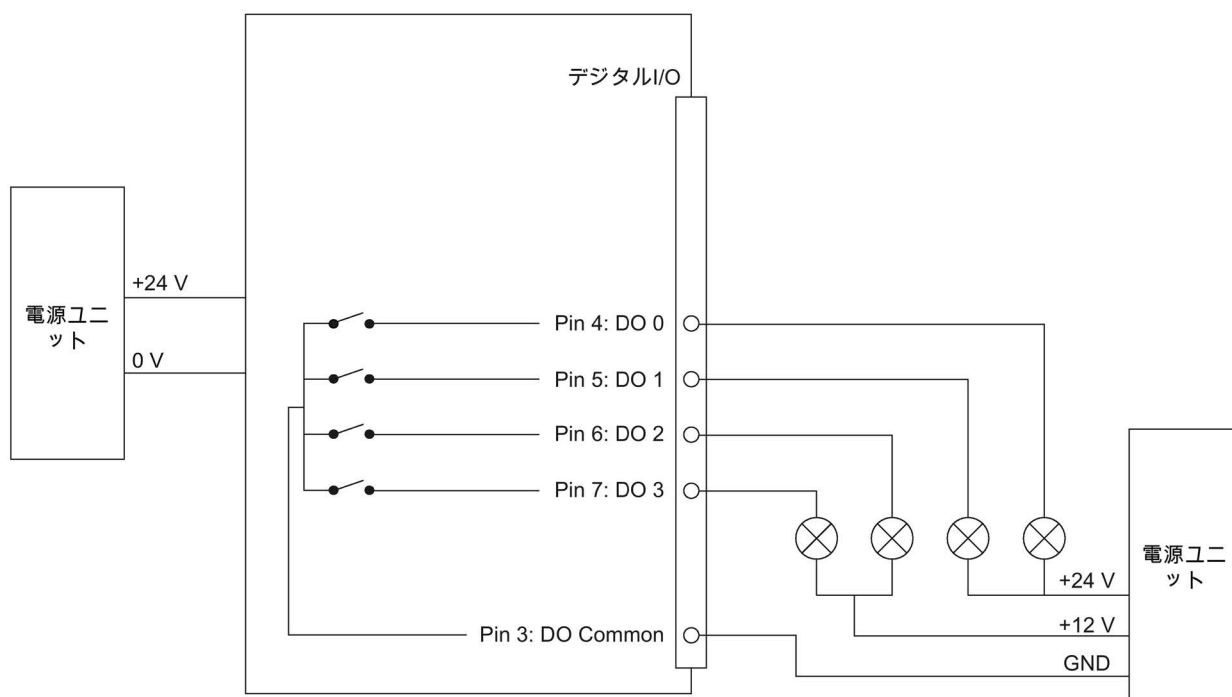 デジタルI/O
+24 V
電源ユニ
ット
0 V
Pin 4: DO 0
Pin 5: DO 1
Pin 6: DO 2
Pin 7: DO 3
Pin 3: DO Common
電源ユニ
ット
+24 V
+12 V
GND